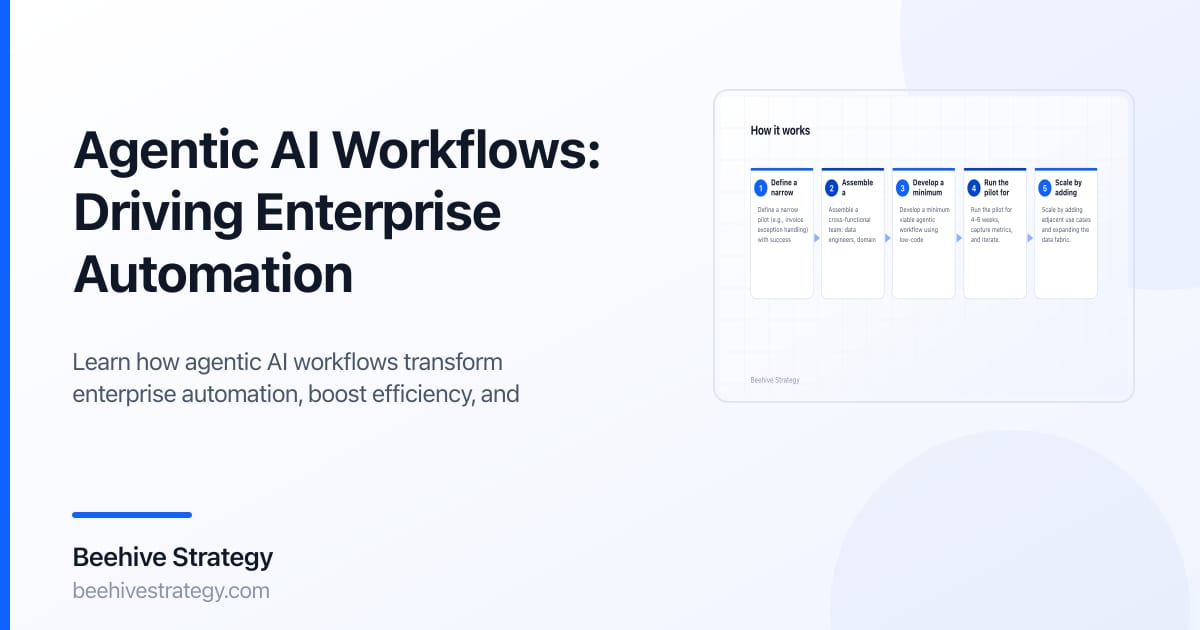 Agentic AI Workflows:
Driving Enterprise
Automation
Learn how agentic AI workflows transform
enterprise automation, boost efficiency, and
Beehive Strategy
beehivestrategy.com
How it works
1
Define a
narrow
Define a narrow
pilot (e.g., invoice
exception handling)
with success
2
Assemble
a
Assemble a
cross-functional
team: data
engineers, domain
3
Develop a
minimum
Develop a minimum
viable agentic
workflow using
low-code
4
Run the
pilot for
Run the pilot for
4-6 weeks,
capture metrics,
and iterate.
5
Scale by
adding
Scale by adding
adjacent use cases
and expanding the
data fabric.
Beehive Strategy